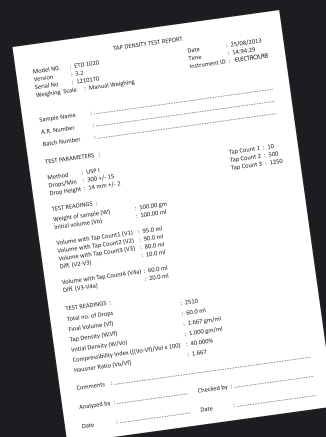 TAP DENSITY TEST REPORT
Model NO. : ETD 1020
Version : 3.2
Serial No : 1210170
Weighing Scale : Manual Weighing
Date : 25/08/2013
Time : 14:94:29
Instrument ID : ELECTROLAB
Sample Name :
A.R. Number :
Batch Number :
TEST PARAMETERS :
Method : USP I
Drops/Min : 300 +/- 15
Drop Height : 14 mm +/- 2
Tap Count 1 : 10
Tap Count 2 : 500
Tap Count 3 : 1250
TEST READINGS :
Weight of sample (W) : 100.00 gm
Initial volume (Vo) : 100.00 ml
Volume with Tap Count1 (V1) : 95.0 ml
Volume with Tap Count2 (V2) : 90.0 ml
Volume with Tap Count3 (V3) : 80.0 ml
Diff. (V2-V3) : 10.0 ml
Volume with Tap Count4 (V4a) : 60.0 ml
Diff. (V3-V4a) : 20.0 ml
TEST READINGS :
Total no. of Drops : 2510
Final Volume (Vf) : 60.0 ml
Tap Density (W/Vf) : 1.667 gm/ml
Initial Density (W/Vo) : 1.000 gm/ml
Compressibility Index (((Vo-Vf)/Vo) x 100) : 40.000%
Hausner Ratio (Vo/Vf) : 1.667
Comments :
Analyzed by :
Checked by :
Date :
Date :